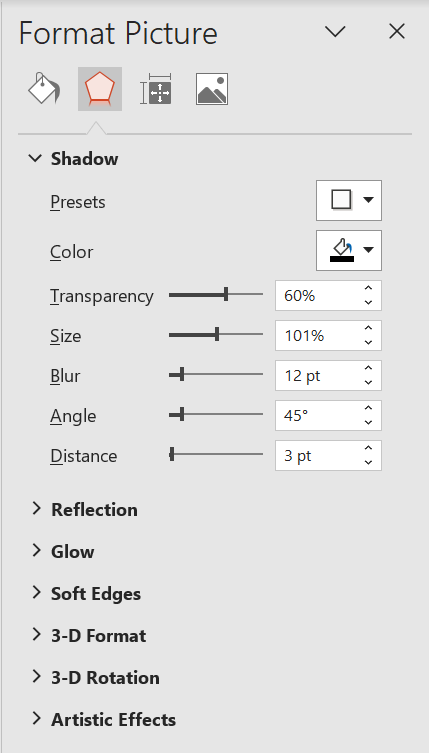 Format Picture
Shadow
Presets
Color
Transparency 60%
Size 101%
Blur 12 pt
Angle 45°
Distance 3 pt
Reflection
Glow
Soft Edges
3-D Format
3-D Rotation
Artistic Effects